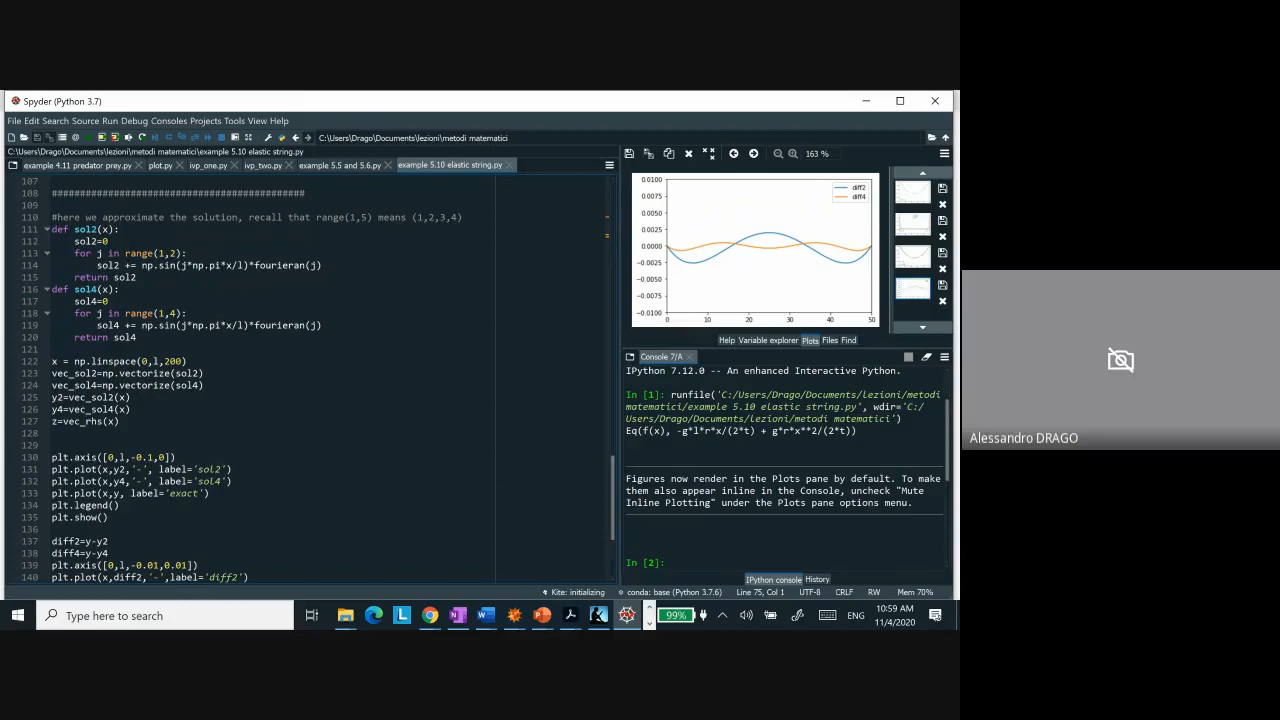 Spyder (Python 3.7)
File Edit Search Source Run Debug Consoles Projects Tools View Help
C:\Users\Drago\Documents\lezioni\metodi matematici
C:\Users\Drago\Documents\lezioni\metodi matematici\example 5.10 elastic string.py
example 4.11 predator prey.py plot.py ivp_one.py ivp_two.py example 5.5 and 5.6.py example 5.10 elastic string.py
107
108 #############################################
109
110 #here we approximate the solution, recall that range(1,5) means (1,2,3,4)
111 def sol2(x):
112 sol2=0
113 for j in range(1,2):
114 sol2 += np.sin(j*np.pi*x/l)*fourieran(j)
115 return sol2
116 def sol4(x):
117 sol4=0
118 for j in range(1,4):
119 sol4 += np.sin(j*np.pi*x/l)*fourieran(j)
120 return sol4
121
122 x = np.linspace(0,l,200)
123 vec_sol2=np.vectorize(sol2)
124 vec_sol4=np.vectorize(sol4)
125 y2=vec_sol2(x)
126 y4=vec_sol4(x)
127 z=vec_rhs(x)
128
129
130 plt.axis([0,l,-0.1,0])
131 plt.plot(x,y2,'-', label='sol2')
132 plt.plot(x,y4,'-', label='sol4')
133 plt.plot(x,y, label='exact')
134 plt.legend()
135 plt.show()
136
137 diff2=y-y2
138 diff4=y-y4
139 plt.axis([0,l,-0.01,0.01])
140 plt.plot(x,diff2,'-',label='diff2')
163 %
0.0100
0.0075
0.0050
0.0025
0.0000
-0.0025
-0.0050
-0.0075
-0.0100
0 10 20 30 40 50
diff2
diff4
Help Variable explorer Plots Files Find
Console 7/A
IPython 7.12.0 -- An enhanced Interactive Python.
In [1]: runfile('C:/Users/Drago/Documents/lezioni/metodi
matematici/example 5.10 elastic string.py', wdir='C:/
Users/Drago/Documents/lezioni/metodi matematici')
Eq(f(x), -g*l*r*x/(2*t) + g*r*x**2/(2*t))
Figures now render in the Plots pane by default. To make
them also appear inline in the Console, uncheck "Mute
Inline Plotting" under the Plots pane options menu.
In [2]:
IPython console History
Kite: initializing conda: base (Python 3.7.6) Line 75, Col 1 UTF-8 CRLF RW Mem 70%
Type here to search
99%
ENG
10:59 AM
11/4/2020
Alessandro DRAGO